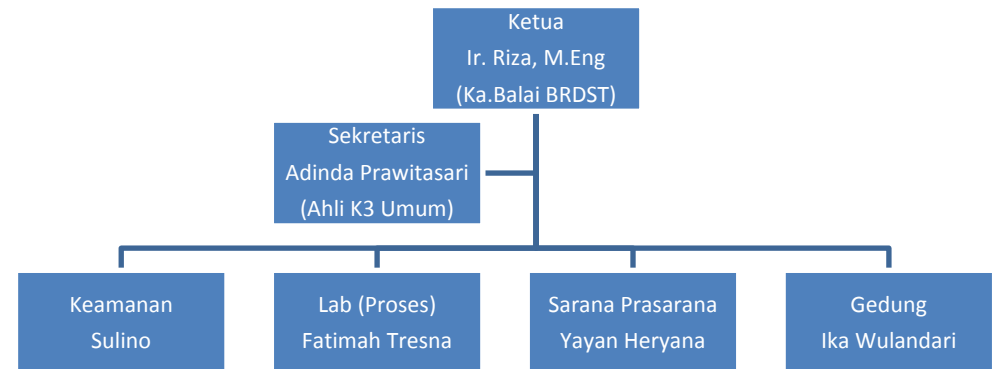 Ketua
Ir. Riza, M.Eng
(Ka.Balai BRDST)
Sekretaris
Adinda Prawitasari
(Ahli K3 Umum)
Keamanan
Sulino
Lab (Proses)
Fatimah Tresna
Sarana Prasarana
Yayan Heryana
Gedung
Ika Wulandari